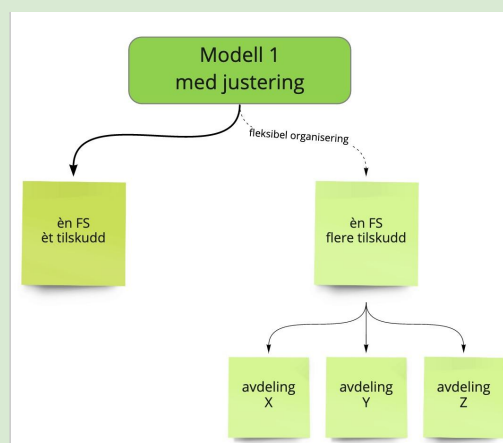 Modell 1
med justering
fleksibel organisering
èn FS
èt tilskudd
èn FS
flere tilskudd
avdeling
X
avdeling
Y
avdeling
Z